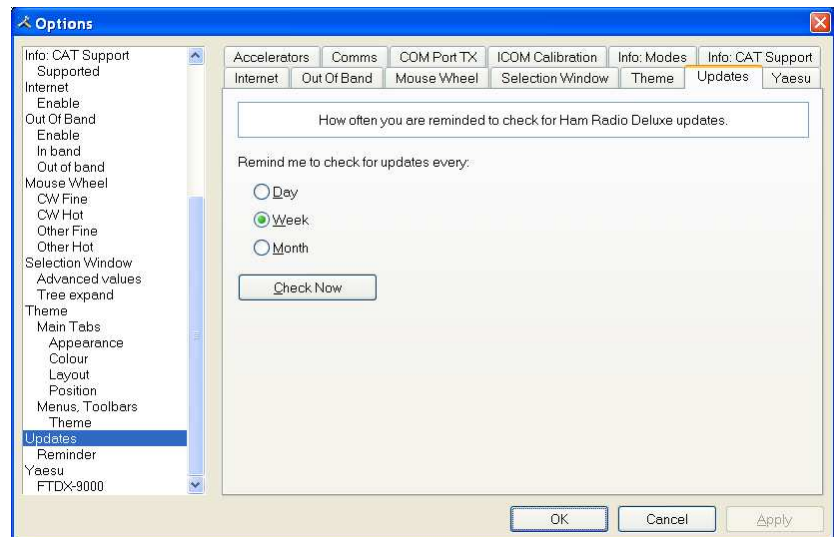 Options
Info: CAT Support
Supported
Internet
Enable
Out Of Band
Enable
In band
Out of band
Mouse Wheel
CW Fine
CW Hot
Other Fine
Other Hot
Selection Window
Advanced values
Tree expand
Theme
Main Tabs
Appearance
Colour
Layout
Position
Menus, Toolbars
Theme
Updates
Reminder
Yaesu
FTDX-9000
Accelerators Comms COM Port TX ICOM Calibration Info: Modes Info: CAT Support
Internet Out Of Band Mouse Wheel Selection Window Theme Updates Yaesu
How often you are reminded to check for Ham Radio Deluxe updates.
Remind me to check for updates every:
Day
Week
Month
Check Now
OK Cancel Apply